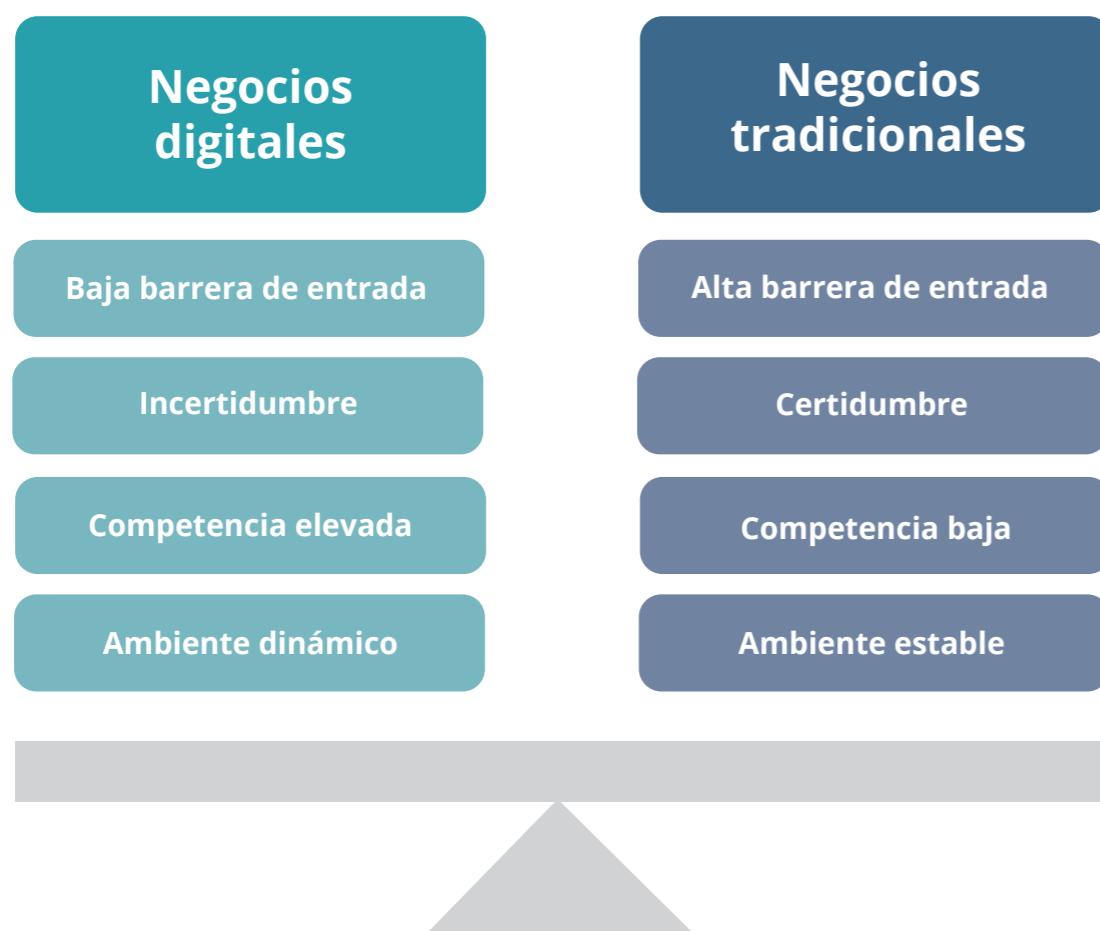 Negocios
digitales
Baja barrera de entrada
Incertidumbre
Competencia elevada
Ambiente dinámico
Negocios
tradicionales
Alta barrera de entrada
Certidumbre
Competencia baja
Ambiente estable